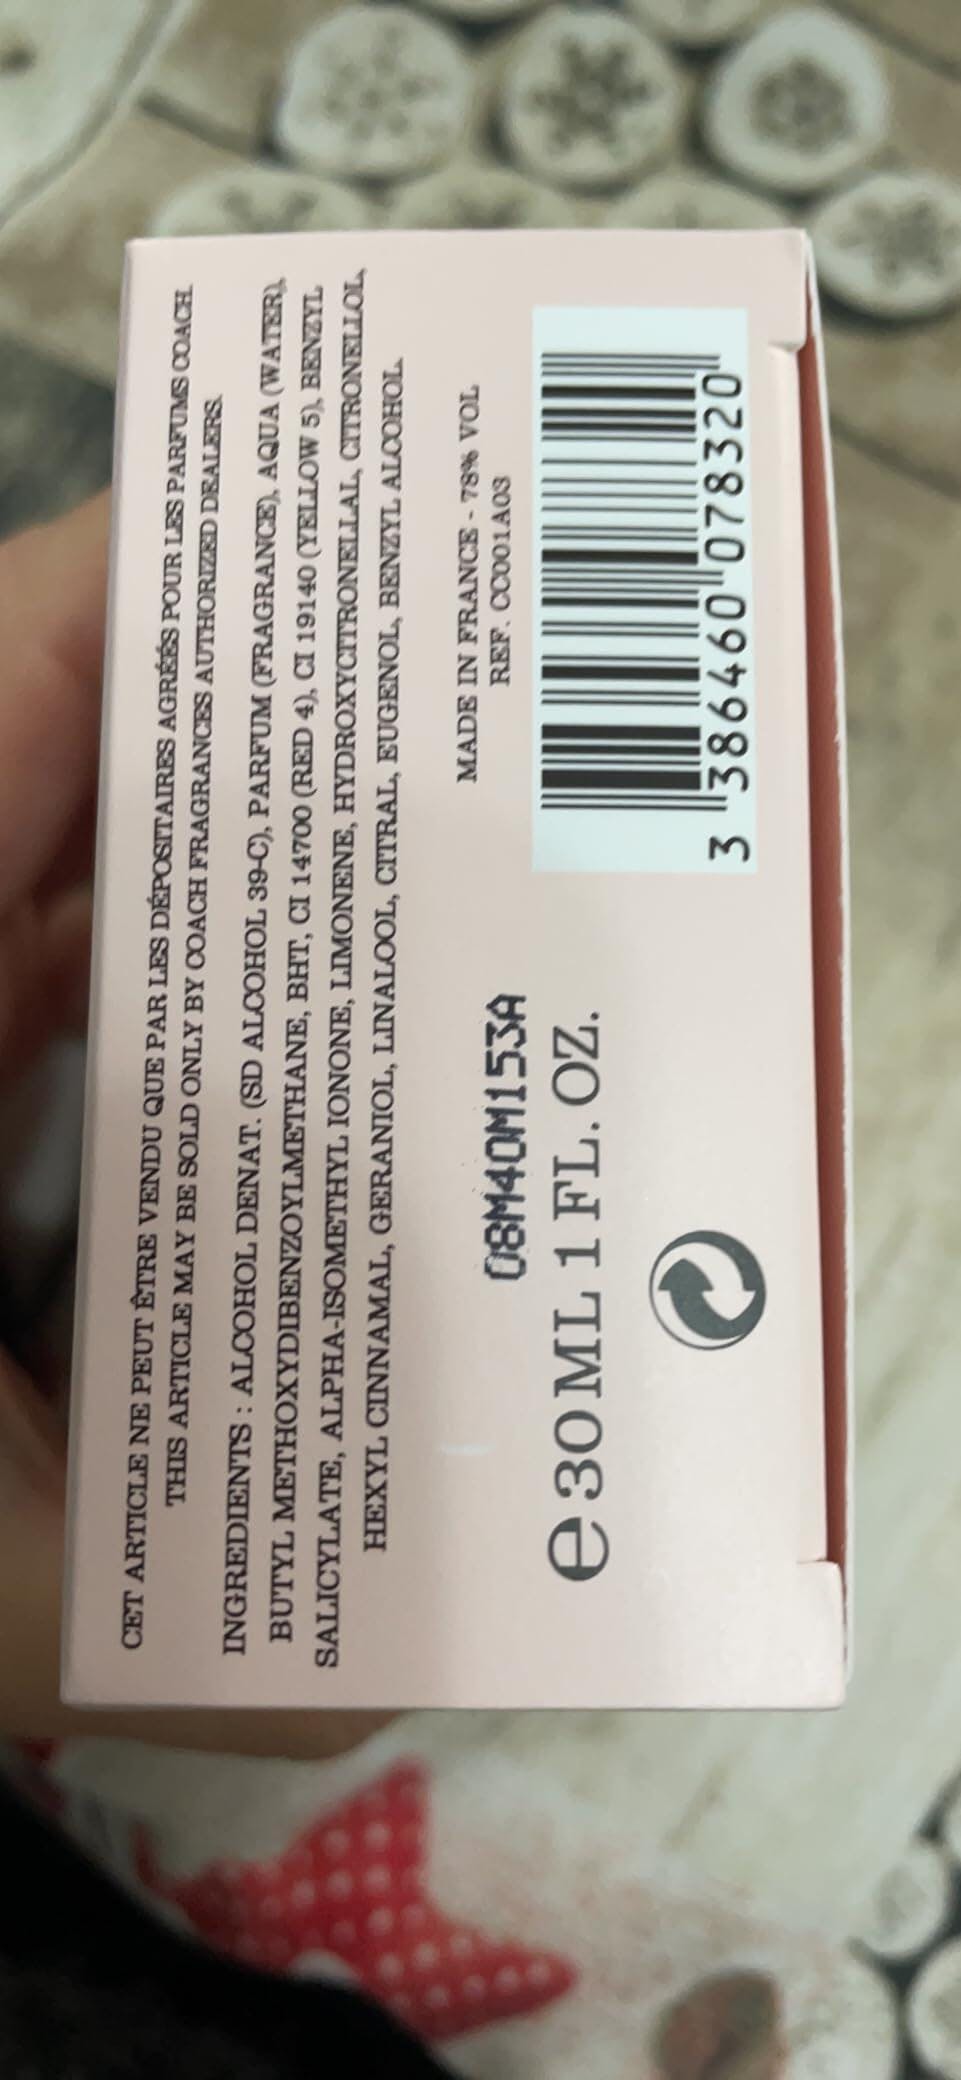 CET ARTICLE NE PEUT ÊTRE VENDU QUE PAR LES DÉPOSITAIRES AGRÉÉS POUR LES PARFUMS COACH.
THIS ARTICLE MAY BE SOLD ONLY BY COACH FRAGRANCES AUTHORIZED DEALERS.
INGREDIENTS : ALCOHOL DENAT. (SD ALCOHOL 39-C), PARFUM (FRAGRANCE), AQUA (WATER),
BUTYL METHOXYDIBENZOYLMETHANE, BHT, CI 14700 (RED 4), CI 19140 (YELLOW 5), BENZYL
SALICYLATE, ALPHA-ISOMETHYL IONONE, LIMONENE, HYDROXYCITRONELLAL, CITRONELLOL,
HEXYL CINNAMAL, GERANIOL, LINALOOL, CITRAL, EUGENOL, BENZYL ALCOHOL.
MADE IN FRANCE - 78% VOL
REF. CC001A03
08M40M153A
e 30 ML 1 FL. OZ.
3 386460 078320